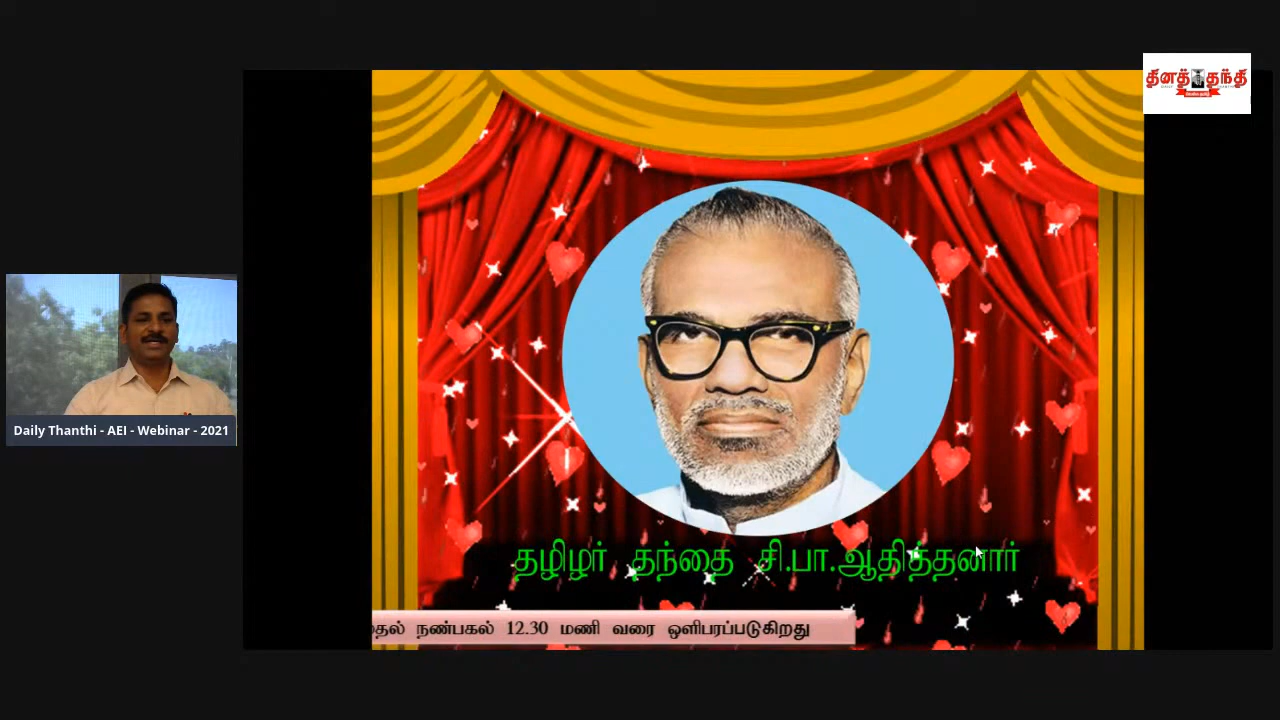 தினத்தந்தி
Daily Thanthi - AEI - Webinar - 2021
தமிழர் தந்தை சி.பா.ஆதித்தனார்
நண்பகல் 12.30 மணி வரை ஒளிபரப்படுகிறது